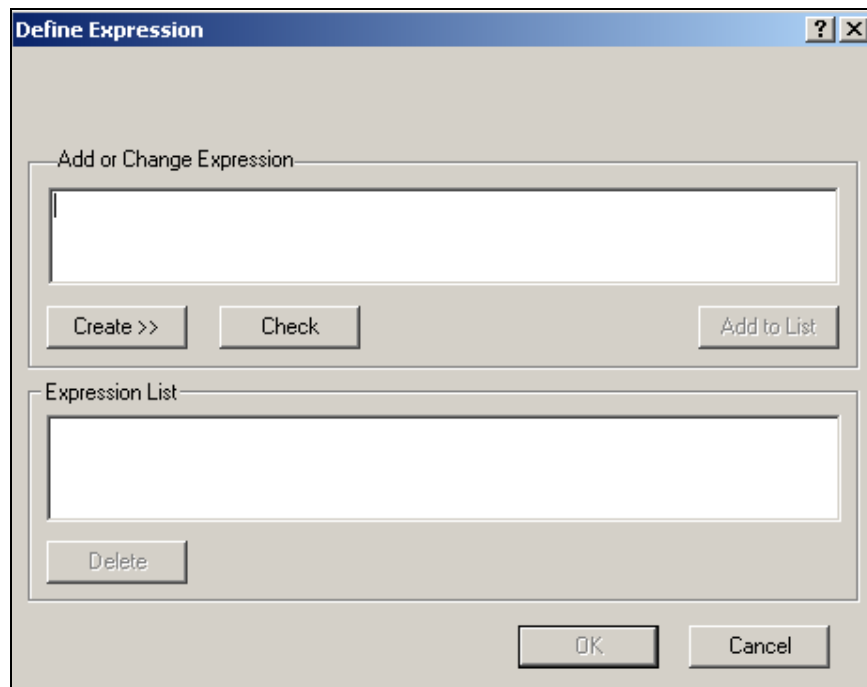 Define Expression
Add or Change Expression
Create >> Check Add to List
Expression List
Delete
OK Cancel